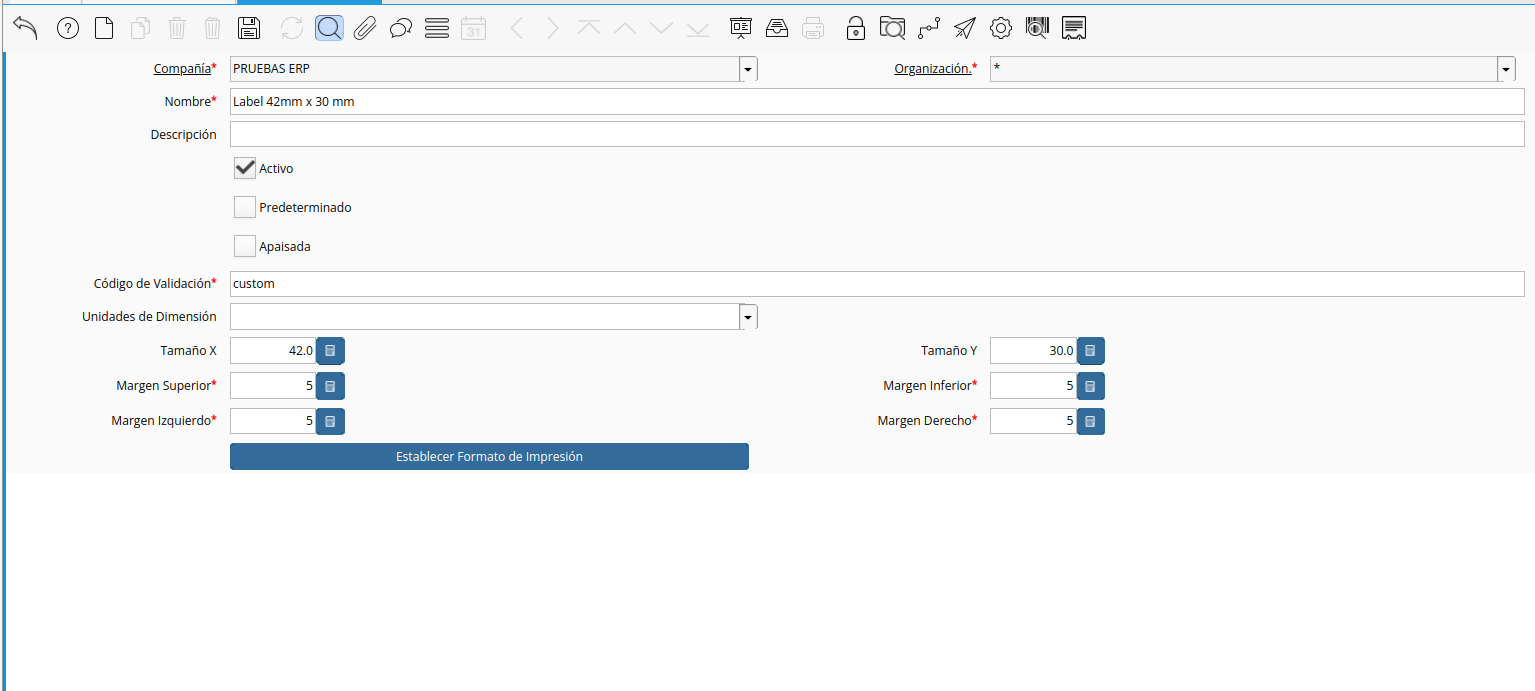 31
Compañía* PRUEBAS ERP Organización.* *
Nombre* Label 42mm x 30 mm
Descripción
Activo
Predeterminado
Apaisada
Código de Validación* custom
Unidades de Dimensión
Tamaño X 42.0 Tamaño Y 30.0
Margen Superior* 5 Margen Inferior* 5
Margen Izquierdo* 5 Margen Derecho* 5
Establecer Formato de Impresión